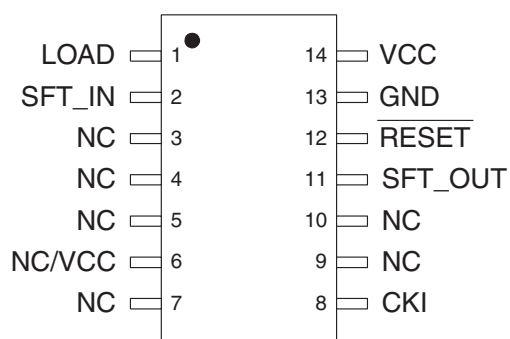 LOAD 1 14 VCC
SFT_IN 2 13 GND
NC 3 12 RESET
NC 4 11 SFT_OUT
NC 5 10 NC
NC/VCC 6 9 NC
NC 7 8 CKI